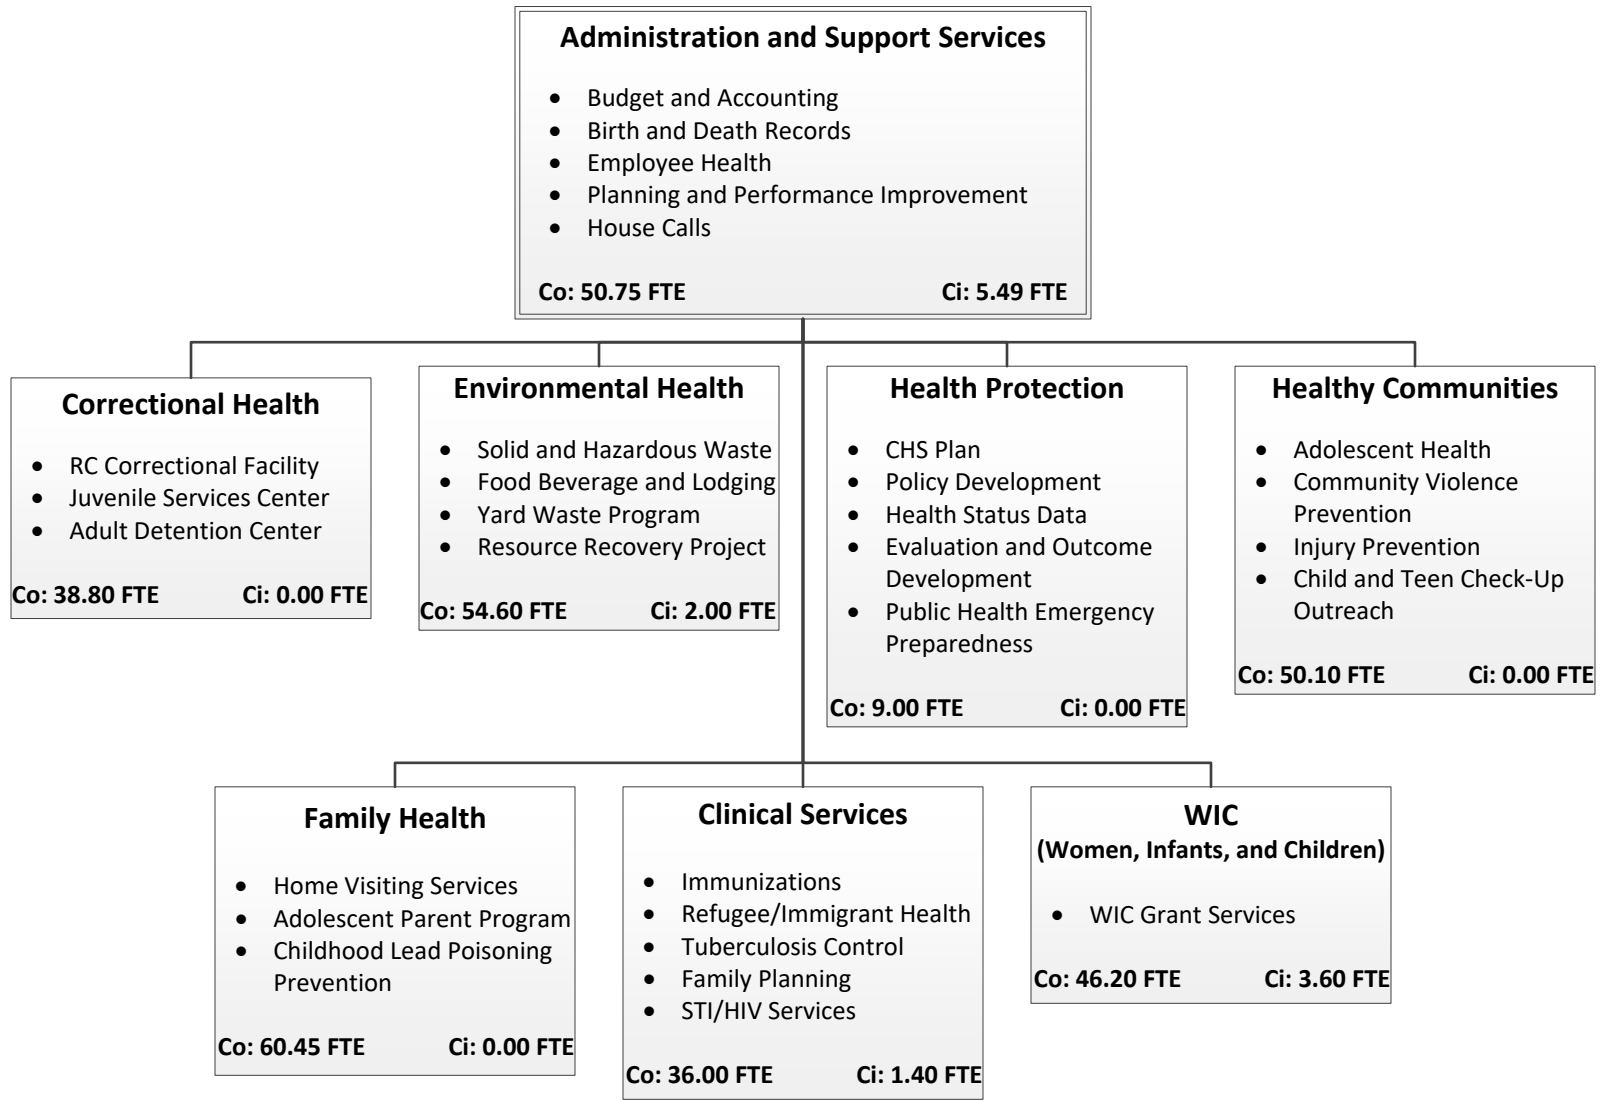 Administration and Support Services
• Budget and Accounting
• Birth and Death Records
• Employee Health
• Planning and Performance Improvement
• House Calls
Co: 50.75 FTE Ci: 5.49 FTE
Correctional Health
• RC Correctional Facility
• Juvenile Services Center
• Adult Detention Center
Co: 38.80 FTE Ci: 0.00 FTE
Environmental Health
• Solid and Hazardous Waste
• Food Beverage and Lodging
• Yard Waste Program
• Resource Recovery Project
Co: 54.60 FTE Ci: 2.00 FTE
Health Protection
• CHS Plan
• Policy Development
• Health Status Data
• Evaluation and Outcome
Development
• Public Health Emergency
Preparedness
Co: 9.00 FTE Ci: 0.00 FTE
Healthy Communities
• Adolescent Health
• Community Violence
Prevention
• Injury Prevention
• Child and Teen Check-Up
Outreach
Co: 50.10 FTE Ci: 0.00 FTE
Family Health
• Home Visiting Services
• Adolescent Parent Program
• Childhood Lead Poisoning
Prevention
Co: 60.45 FTE Ci: 0.00 FTE
Clinical Services
• Immunizations
• Refugee/Immigrant Health
• Tuberculosis Control
• Family Planning
• STI/HIV Services
Co: 36.00 FTE Ci: 1.40 FTE
WIC
(Women, Infants, and Children)
• WIC Grant Services
Co: 46.20 FTE Ci: 3.60 FTE